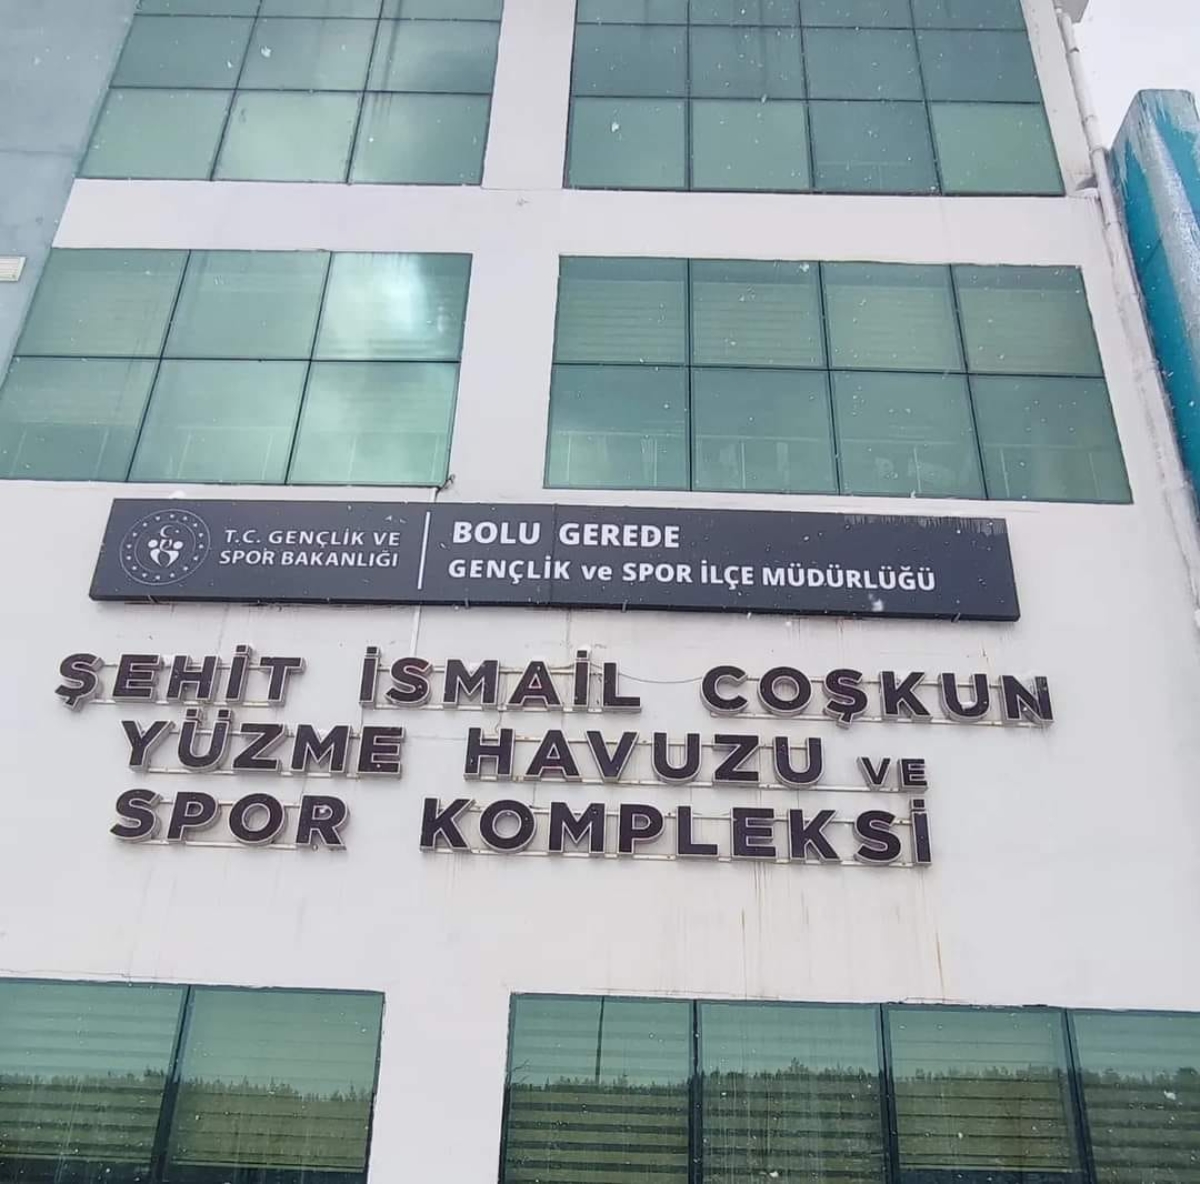 T.C. GENÇLİK VE
SPOR BAKANLIĞI
BOLU GEREDE
GENÇLİK ve SPOR İLÇE MÜDÜRLÜĞÜ
ŞEHİT İSMAİL COŞKUN
YÜZME HAVUZU VE
SPOR KOMPLEKSİ